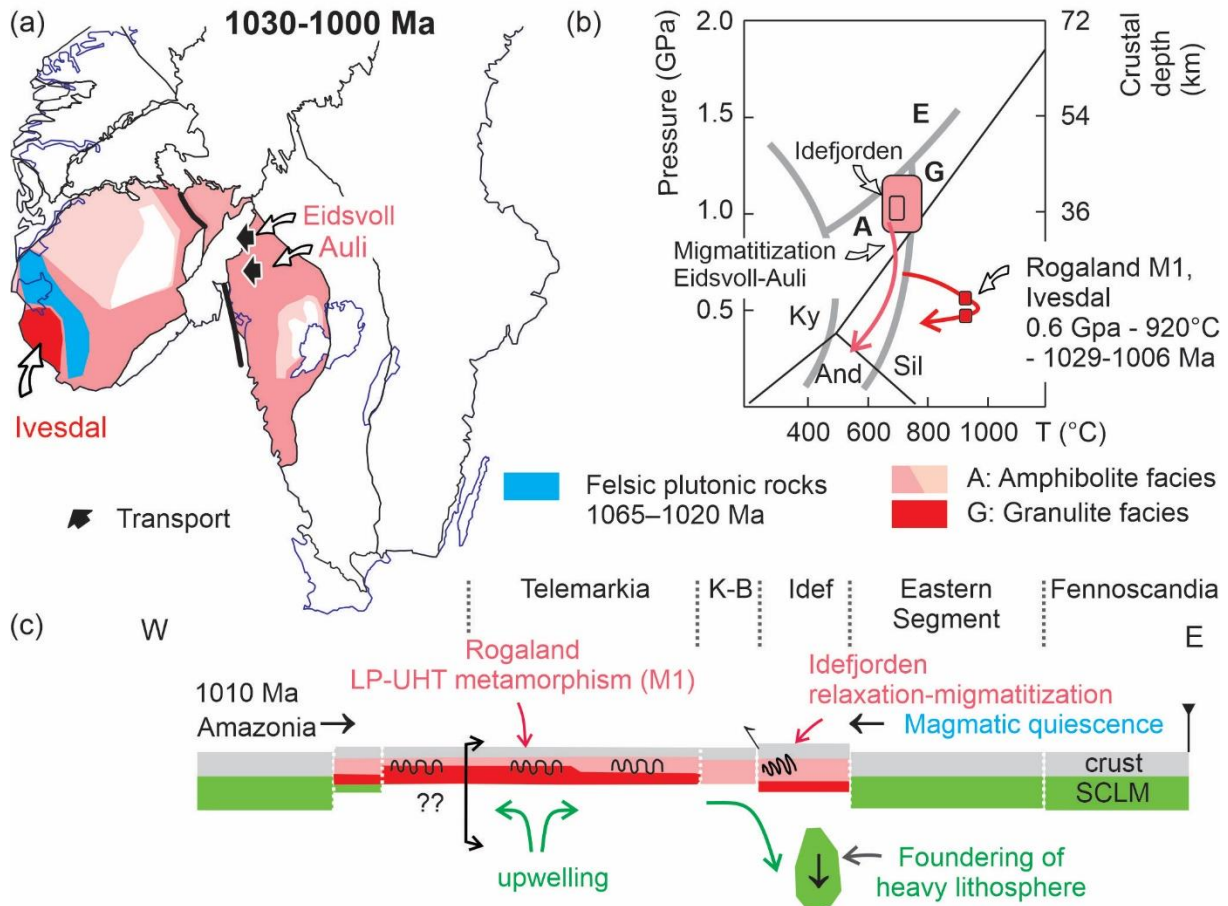 (a)
1030-1000 Ma
Eidsvoll
Auli
Ivesdal
Transport
(b)
Pressure (GPa)
2.0
1.5
1.0
0.5
72
54
36
Crustal
depth
(km)
E
Idefjorden
G
A
Migmatitization
Eidsvoll-Auli
Rogaland M1,
Ivesdal
0.6 Gpa - 920°C
- 1029-1006 Ma
Ky
And
Sil
400 600 800 1000 T (°C)
Felsic plutonic rocks
1065–1020 Ma
A: Amphibolite facies
G: Granulite facies
(c)
Telemarkia
K-B
Idef
Eastern
Segment
Fennoscandia
W
E
Rogaland
LP-UHT metamorphism (M1)
Idefjorden
relaxation-migmatitization
1010 Ma
Amazonia
Magmatic quiescence
crust
SCLM
??
upwelling
Foundering of
heavy lithosphere